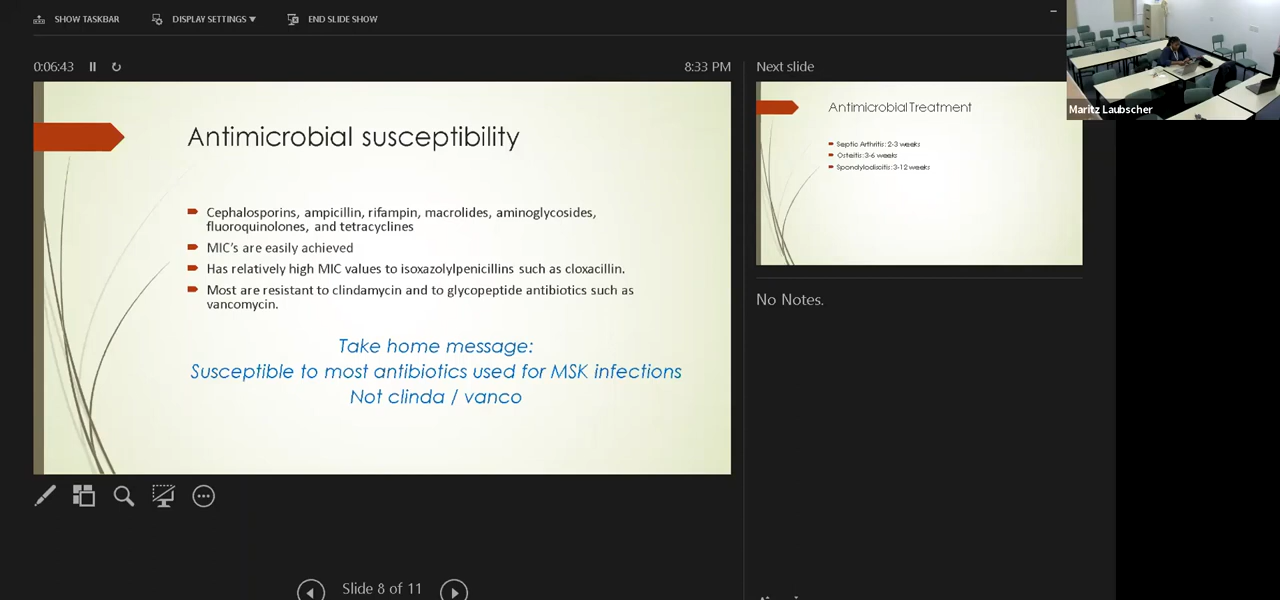 SHOW TASKBAR
DISPLAY SETTINGS ▼
END SLIDE SHOW
0:06:43
8:33 PM
Next slide
Maritz Laubscher
Antimicrobial susceptibility
Cephalosporins, ampicillin, rifampin, macrolides, aminoglycosides,
fluoroquinolones, and tetracyclines
MIC's are easily achieved
Has relatively high MIC values to isoxazolylpenicillins such as cloxacillin.
Most are resistant to clindamycin and to glycopeptide antibiotics such as
vancomycin.
Take home message:
Susceptible to most antibiotics used for MSK infections
Not clinda / vanco
Antimicrobial Treatment
Septic Arthritis: 2-3 weeks
Osteitis: 3-6 weeks
Spondylodiscitis: 3-12 weeks
No Notes.
Slide 8 of 11